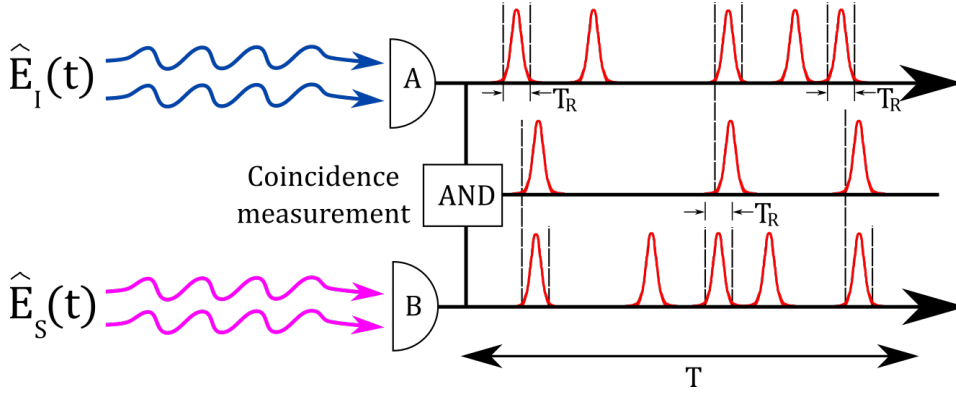 Ê_I(t)
A
T_R
T_R
Coincidence
measurement
AND
T_R
Ê_S(t)
B
T